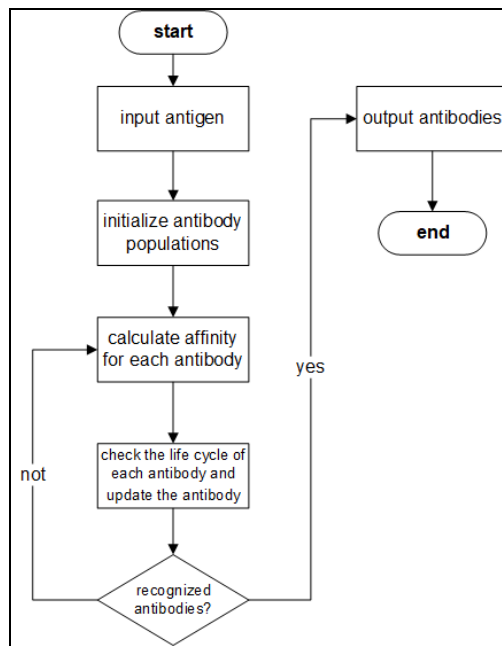 start
input antigen
initialize antibody
populations
calculate affinity
for each antibody
check the life cycle of
each antibody and
update the antibody
recognized
antibodies?
not
yes
output antibodies
end